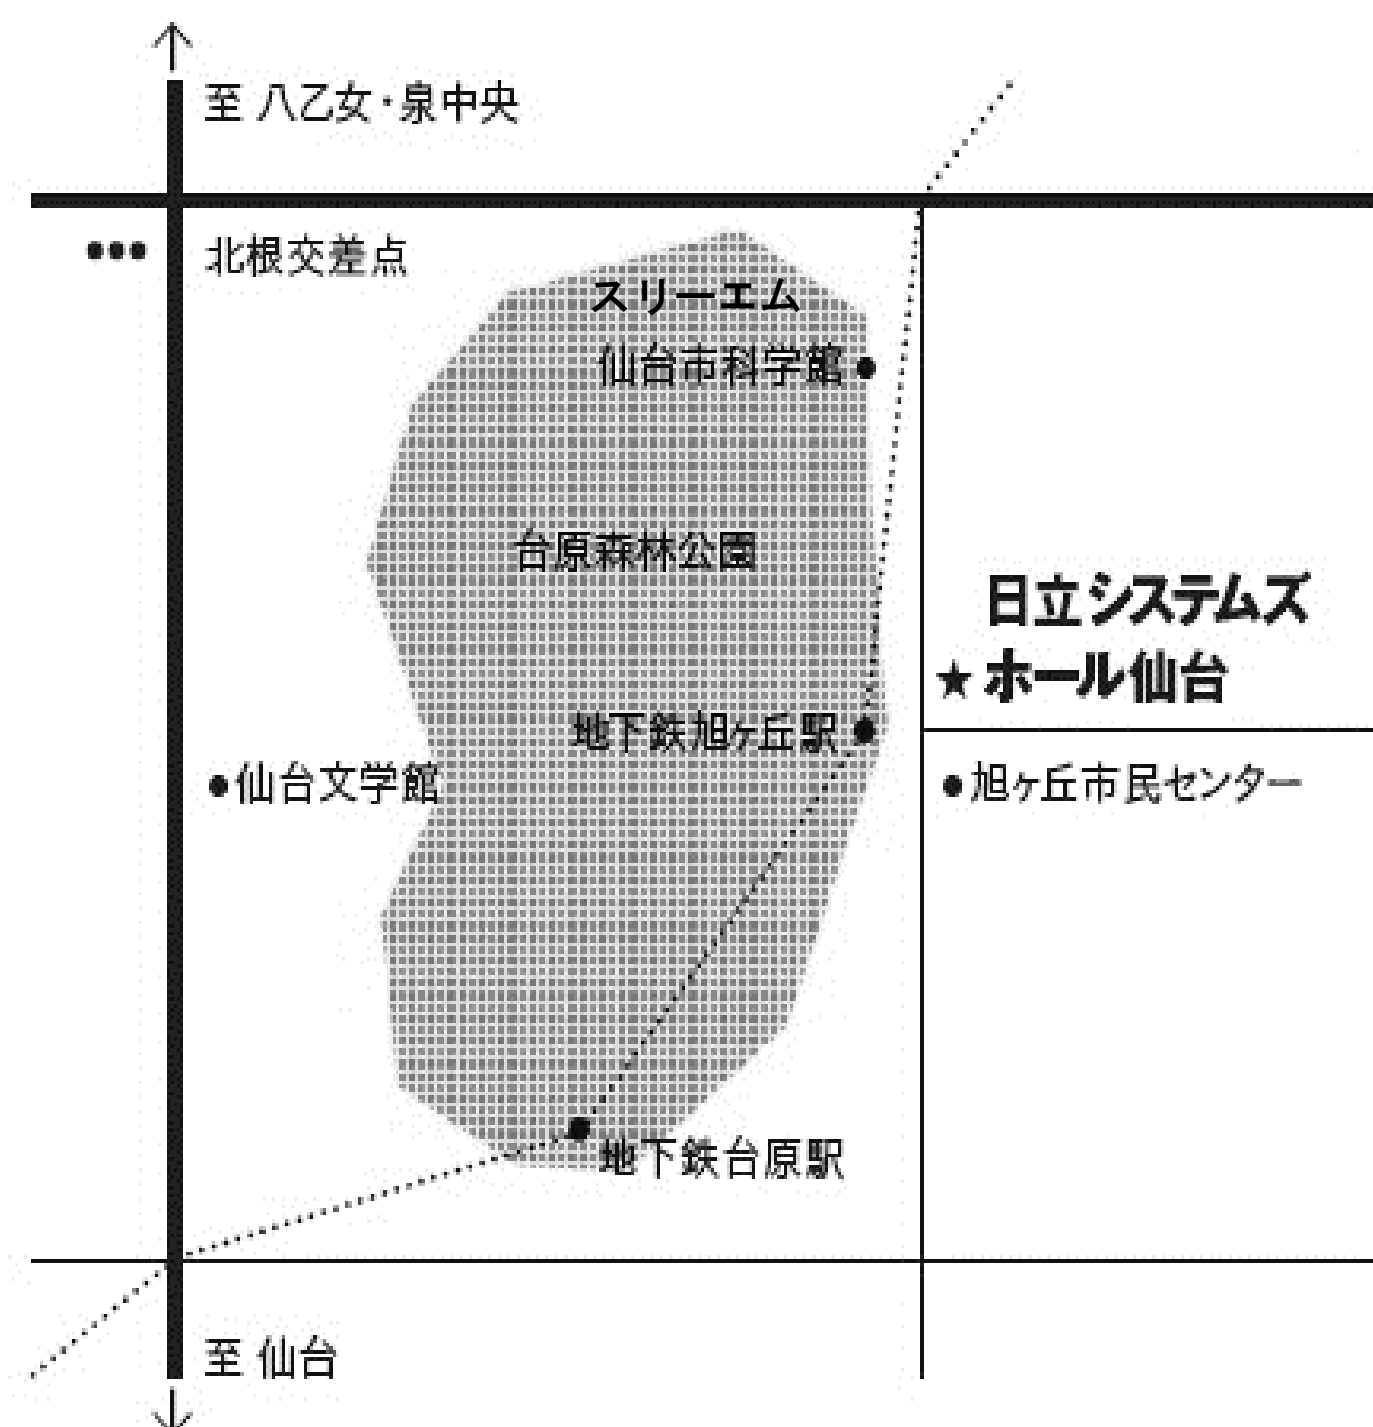 至 八乙女・泉中央
北根交差点
スリーエム
仙台市科学館
台原森林公園
日立システムズ
★ホール仙台
地下鉄旭ヶ丘駅
仙台文学館
旭ヶ丘市民センター
地下鉄台原駅
至 仙台